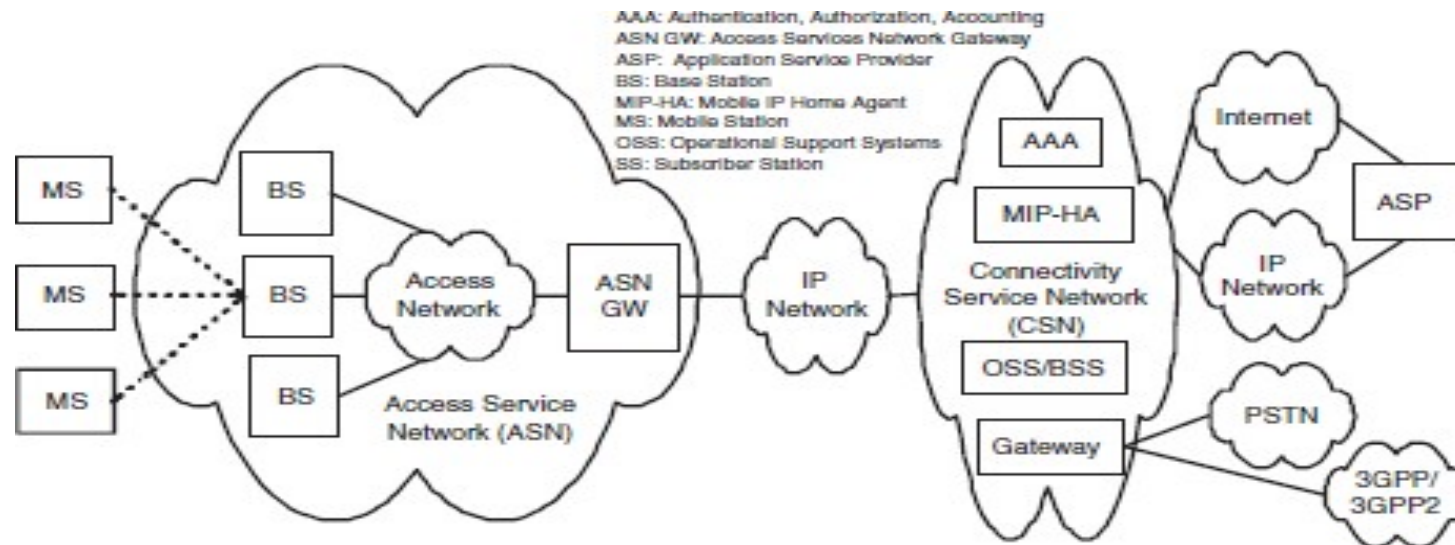 AAA: Authentication, Authorization, Accounting
ASN GW: Access Services Network Gateway
ASP: Application Service Provider
BS: Base Station
MIP-HA: Mobile IP Home Agent
MS: Mobile Station
OSS: Operational Support Systems
SS: Subscriber Station
MS
MS
MS
BS
BS
BS
Access
Network
ASN
GW
Access Service
Network (ASN)
IP
Network
AAA
MIP-HA
Connectivity
Service Network
(CSN)
OSS/BSS
Gateway
Internet
IP
Network
ASP
PSTN
3GPP/
3GPP2